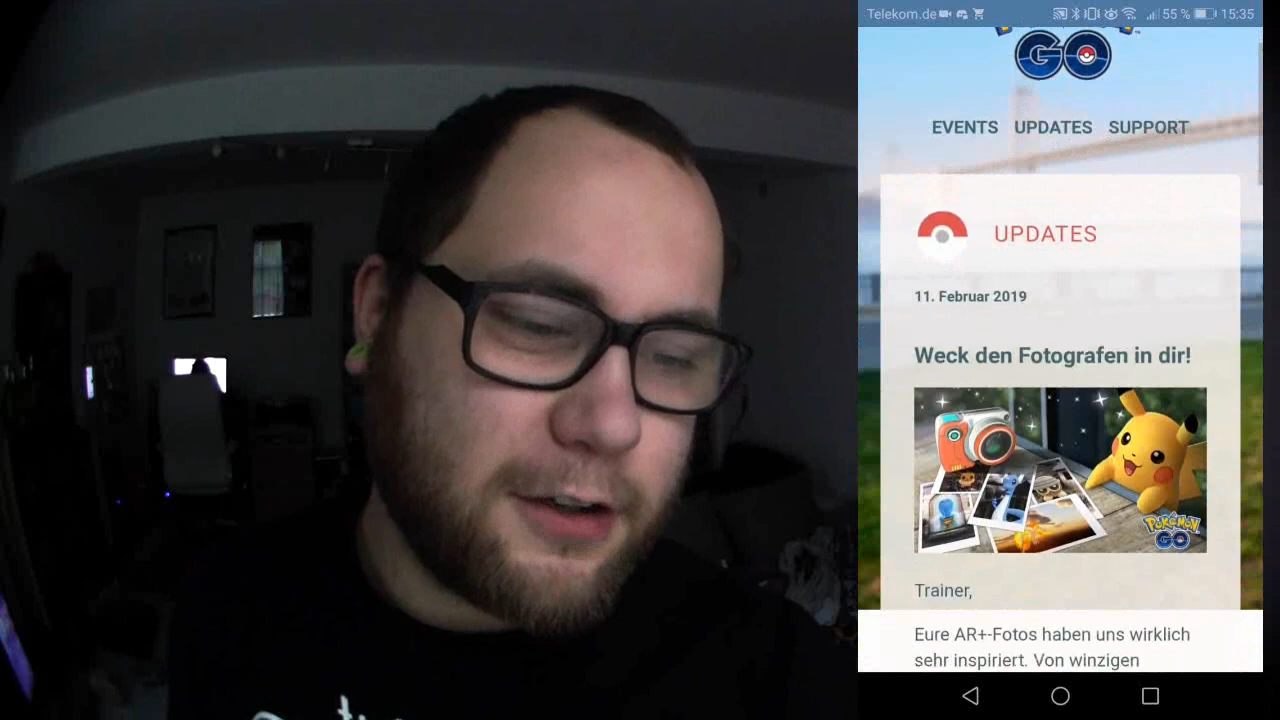 Telekom.de 55 % 15:35
GO
EVENTS UPDATES SUPPORT
UPDATES
11. Februar 2019
Weck den Fotografen in dir!
POKÉMON
GO
Trainer,
Eure AR+-Fotos haben uns wirklich
sehr inspiriert. Von winzigen